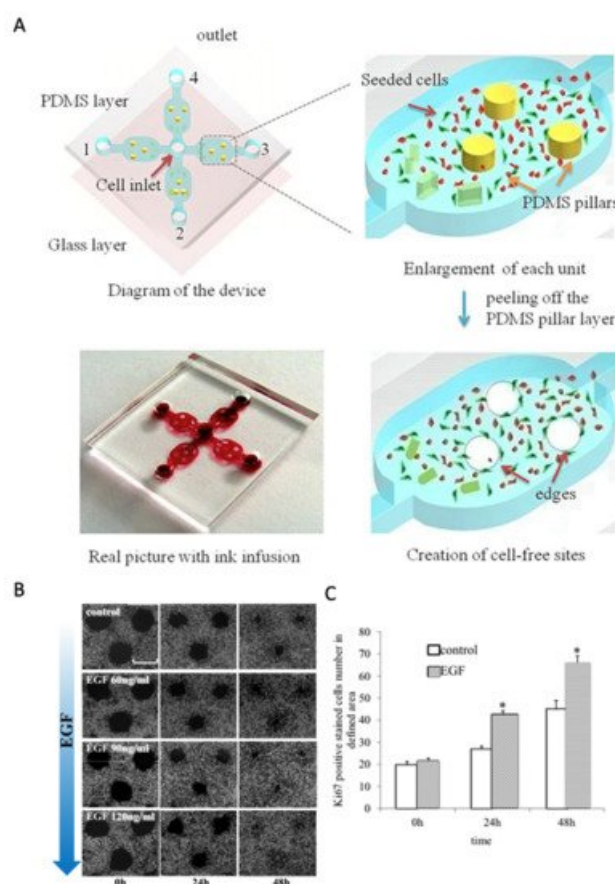 A
outlet
4
PDMS layer
1
3
Cell inlet
2
Glass layer
Diagram of the device
Seeded cells
PDMS pillars
Enlargement of each unit
peeling off the
PDMS pillar layer
Real picture with ink infusion
edges
Creation of cell-free sites
B
EGF
control
EGF 60ng/ml
EGF 90ng/ml
EGF 120ng/ml
0h
24h
48h
C
Ki67 positive stained cells number in
defined area
80
70
60
50
40
30
20
10
0
control
EGF
*
*
0h
24h
48h
time